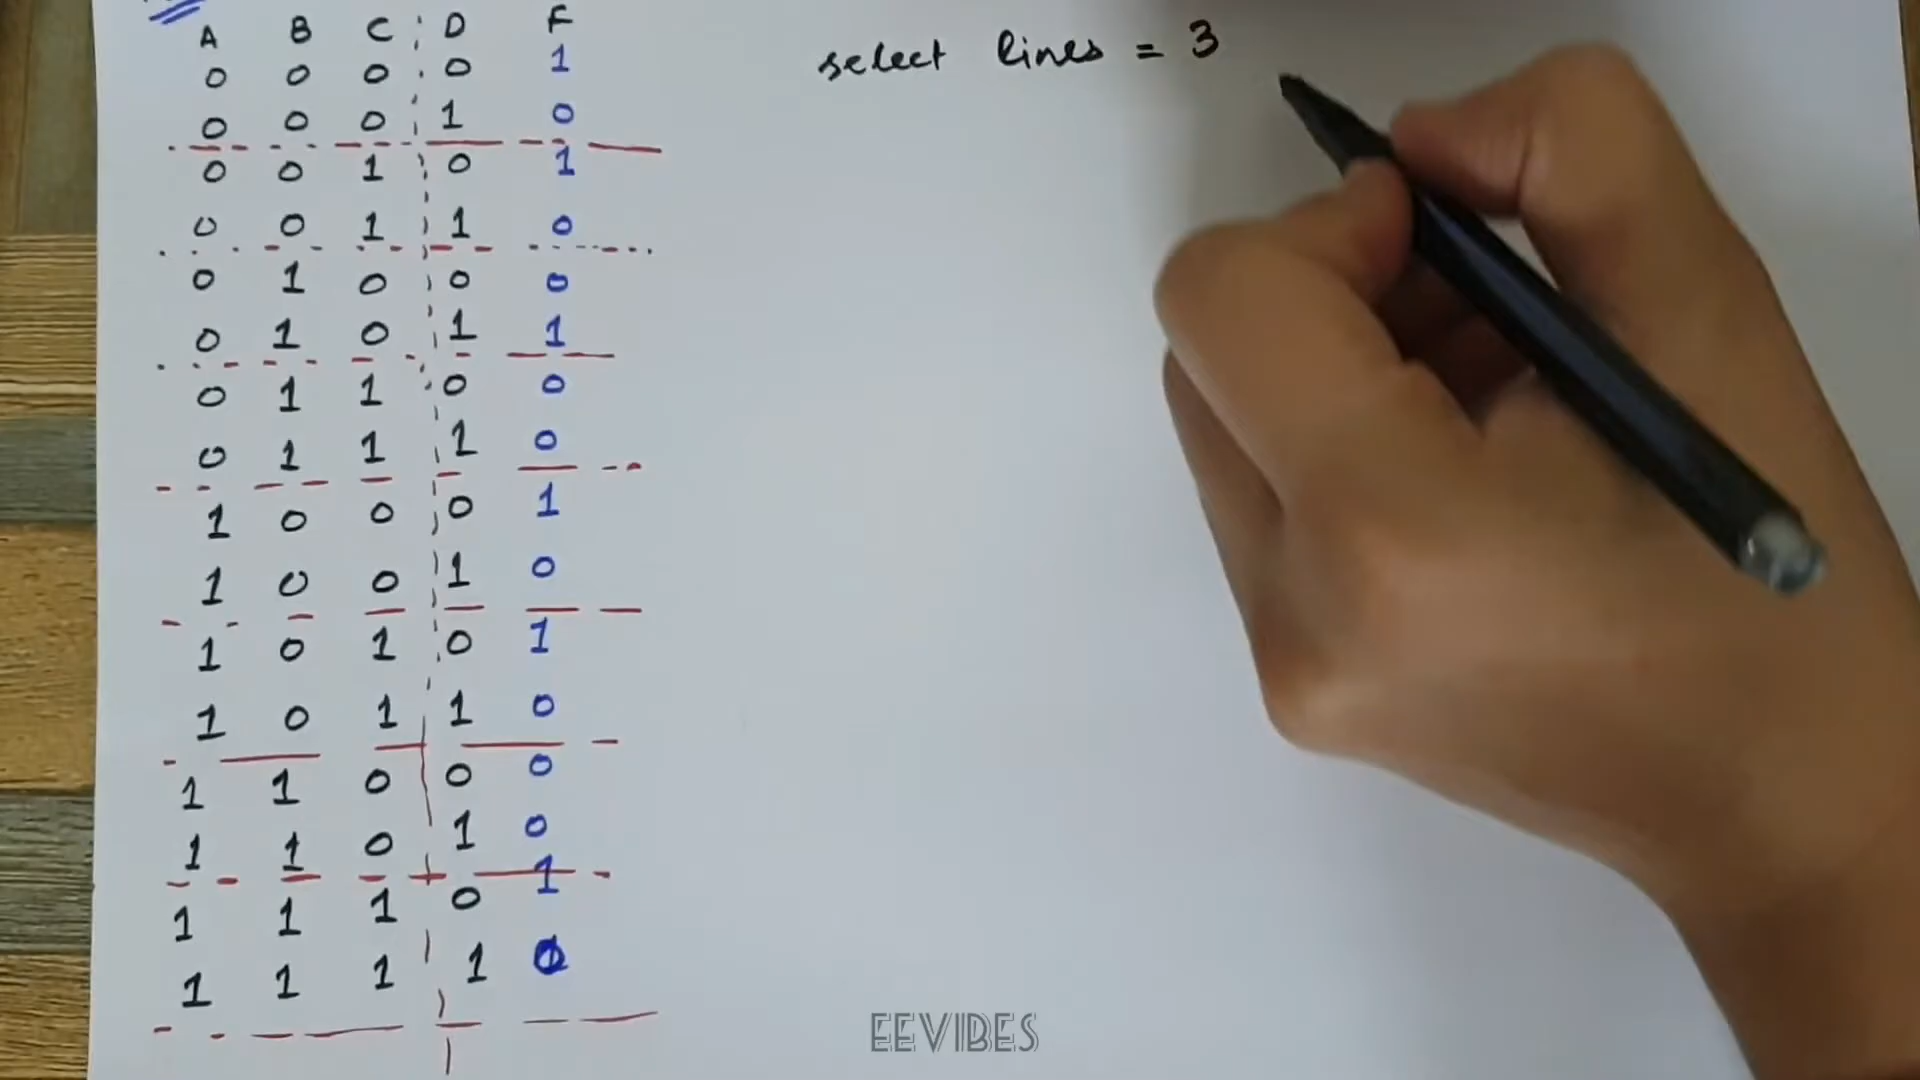 A B C D F
0 0 0 0 1
0 0 0 1 0
0 0 1 0 1
0 0 1 1 0
0 1 0 0 0
0 1 0 1 1
0 1 1 0 0
0 1 1 1 0
1 0 0 0 1
1 0 0 1 0
1 0 1 0 1
1 0 1 1 0
1 1 0 0 0
1 1 0 1 0
1 1 1 0 1
1 1 1 1 0
select lines = 3
EEVIBES